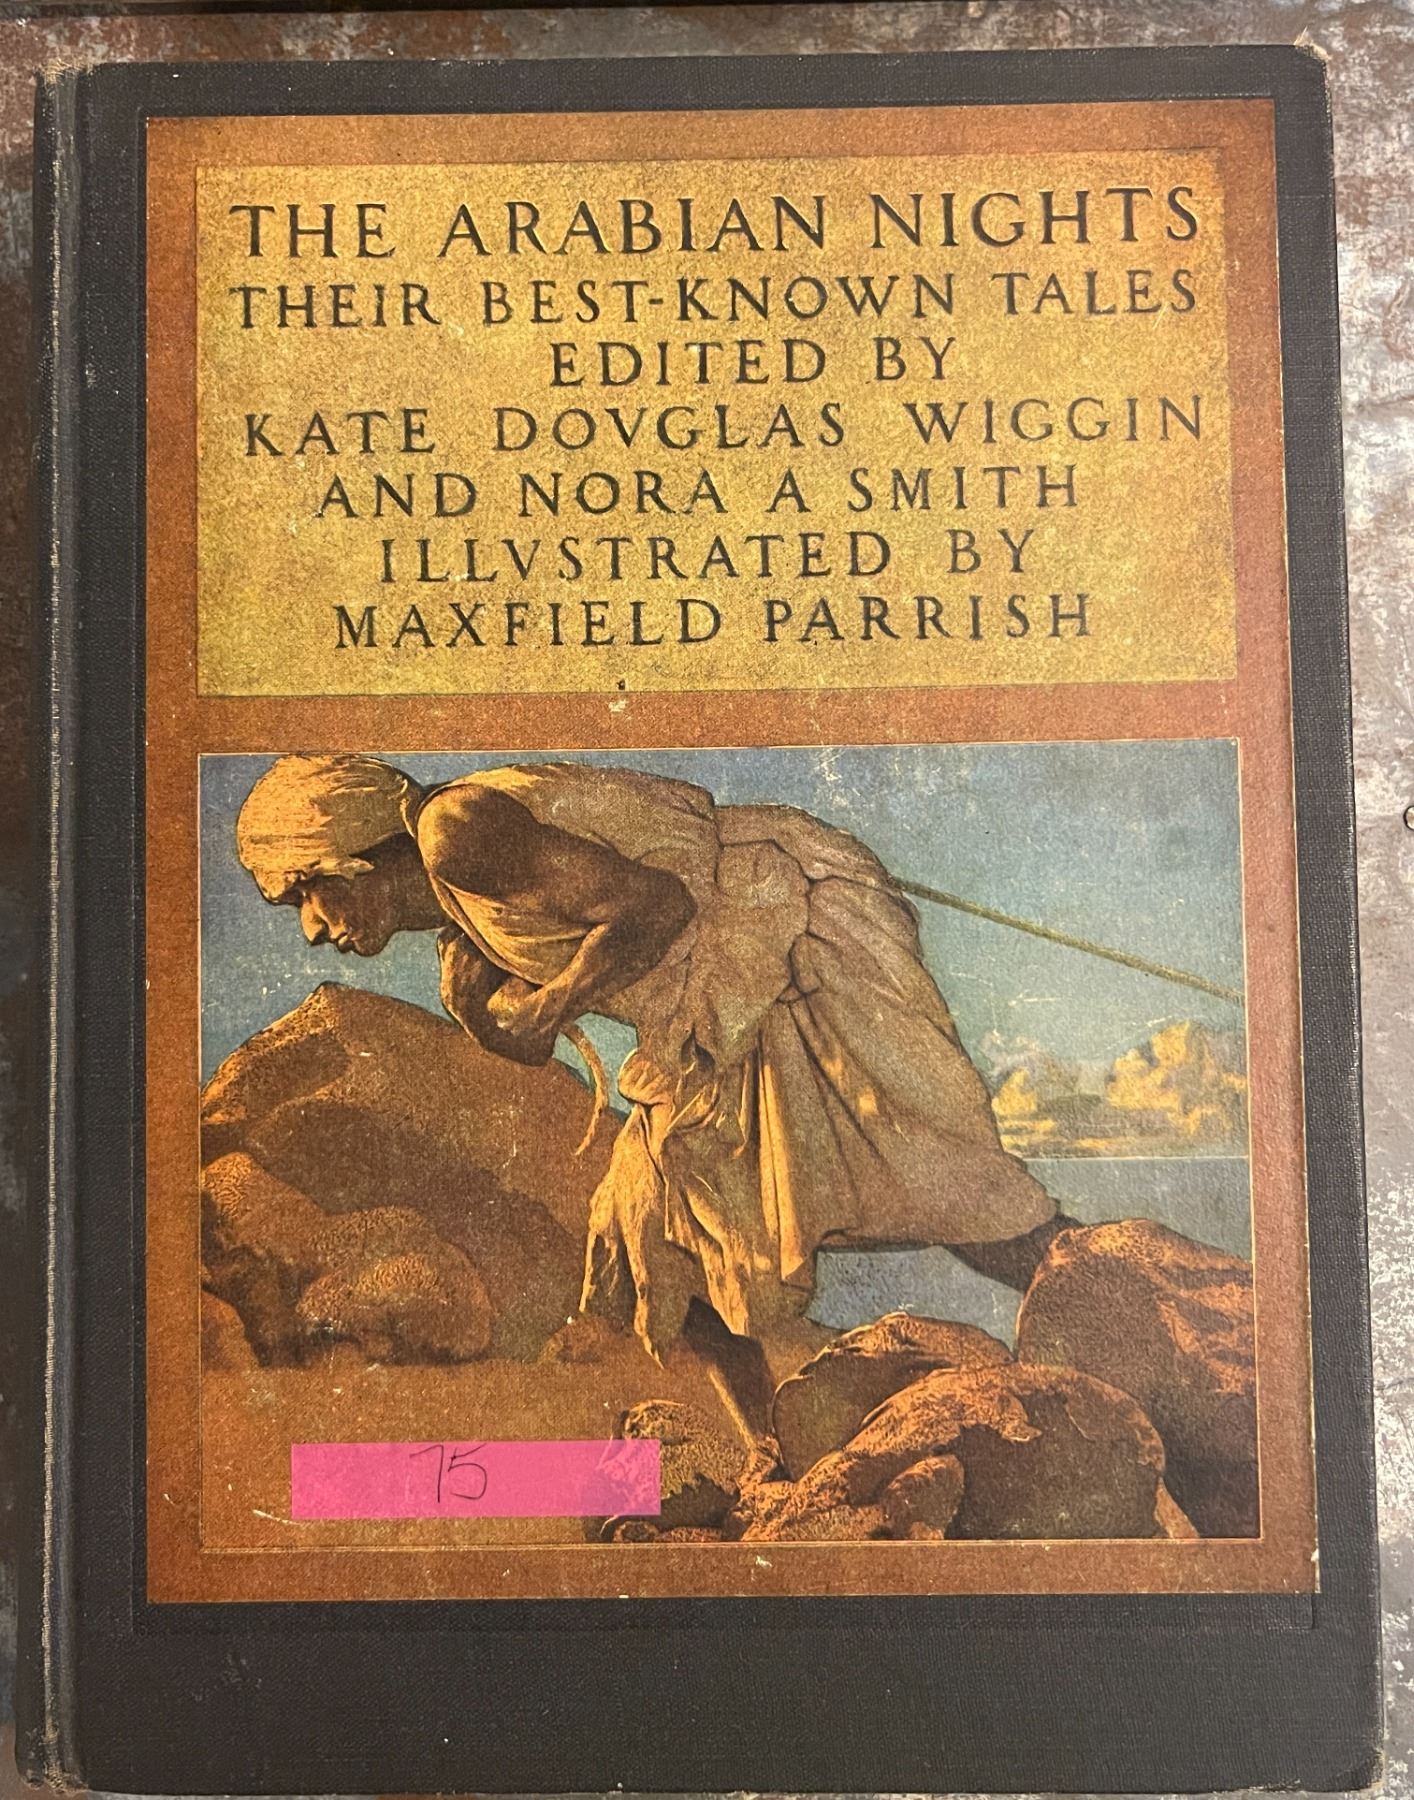 THE ARABIAN NIGHTS
THEIR BEST-KNOWN TALES
EDITED BY
KATE DOVGLAS WIGGIN
AND NORA A SMITH
ILLVSTRATED BY
MAXFIELD PARRISH
75